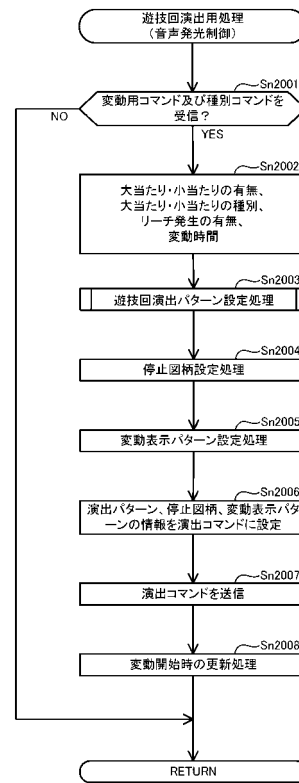 遊技回演出用処理
(音声発光制御)
Sn2001
変動用コマンド及び種別コマンドを
受信？
NO
YES
Sn2002
大当たり・小当たりの有無、
大当たり・小当たりの種別、
リーチ発生の有無、
変動時間
Sn2003
遊技回演出パターン設定処理
Sn2004
停止図柄設定処理
Sn2005
変動表示パターン設定処理
Sn2006
演出パターン、停止図柄、変動表示パタ
ーンの情報を演出コマンドに設定
Sn2007
演出コマンドを送信
Sn2008
変動開始時の更新処理
RETURN